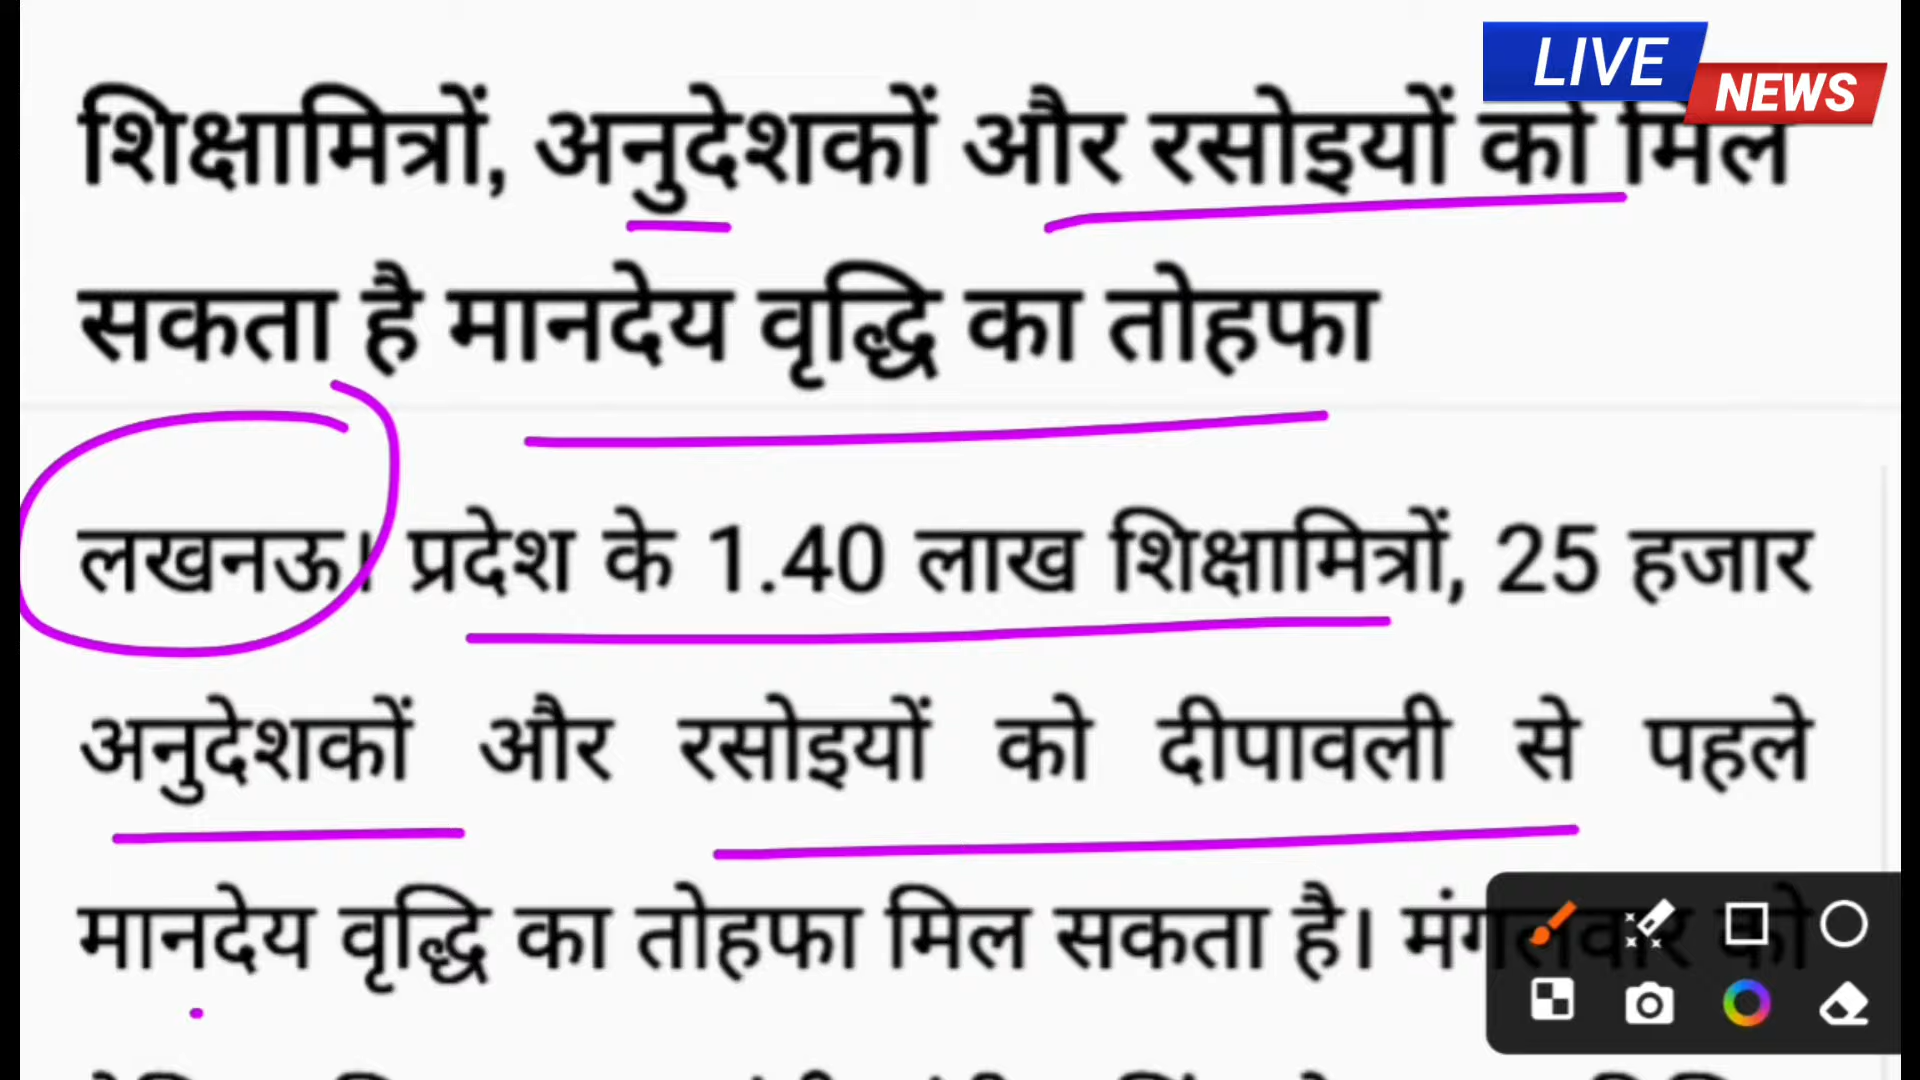 LIVE
NEWS
शिक्षामित्रों, अनुदेशकों और रसोइयों को मिल
सकता है मानदेय वृद्धि का तोहफा
लखनऊ। प्रदेश के 1.40 लाख शिक्षामित्रों, 25 हजार
अनुदेशकों और रसोइयों को दीपावली से पहले
मानदेय वृद्धि का तोहफा मिल सकता है। मंगलवार को